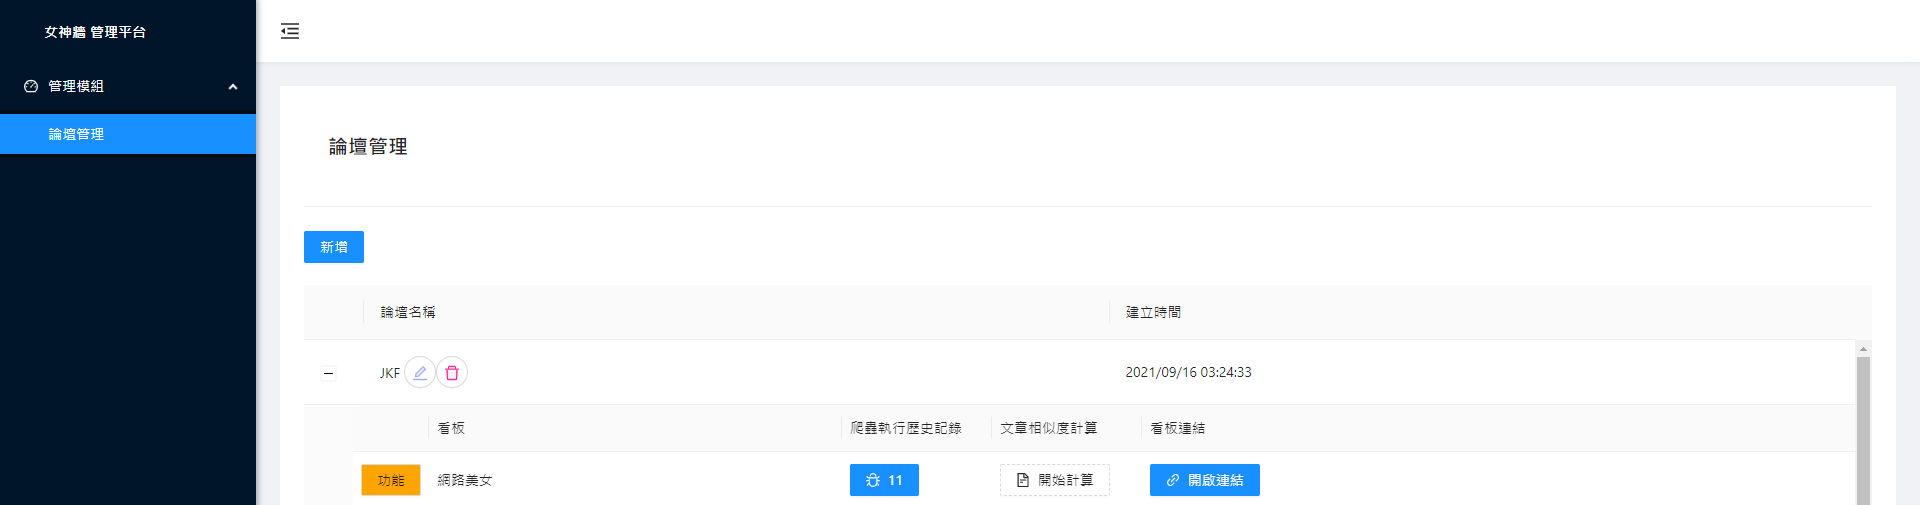 女神牆 管理平台
管理模組
論壇管理
論壇管理
新增
論壇名稱 建立時間
JKF 2021/09/16 03:24:33
看板 爬蟲執行歷史記錄 文章相似度計算 看板連結
功能 網路美女 11 開始計算 開啟連結